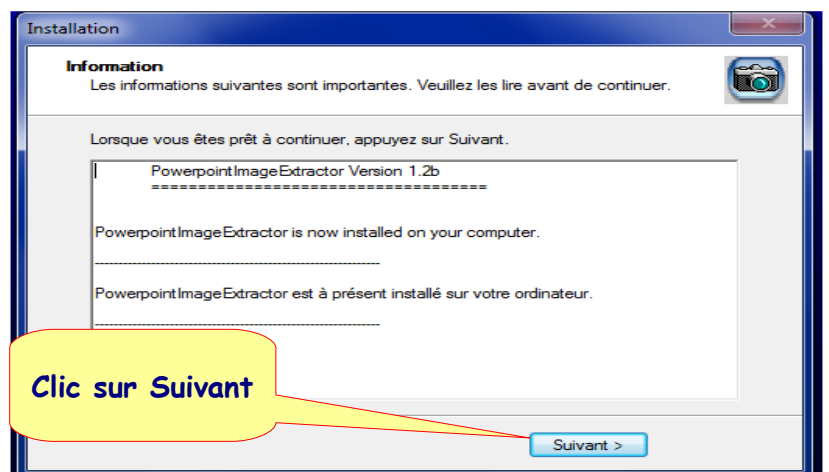 Installation
Information
Les informations suivantes sont importantes. Veuillez les lire avant de continuer.
Lorsque vous êtes prêt à continuer, appuyez sur Suivant.
PowerpointImageExtractor Version 1.2b
====================================
PowerpointImageExtractor is now installed on your computer.
------------------------------------------------------------
PowerpointImageExtractor est à présent installé sur votre ordinateur.
------------------------------------------------------------
Clic sur Suivant
Suivant >